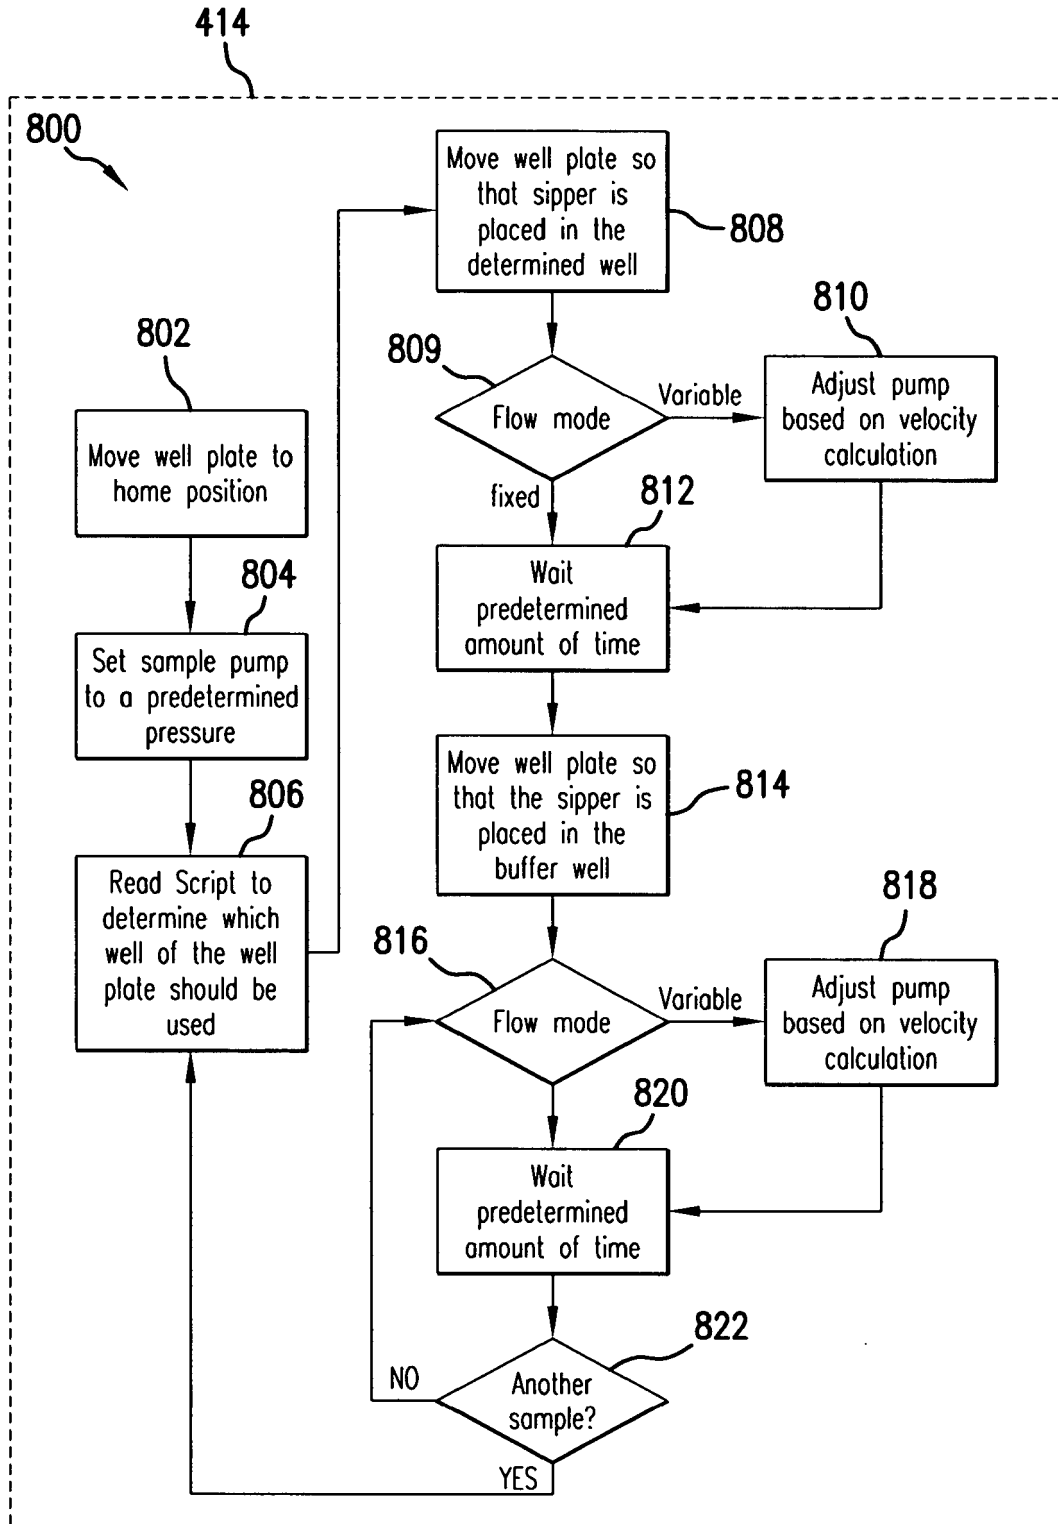 414
800
802
Move well plate to
home position
804
Set sample pump
to a predetermined
pressure
806
Read Script to
determine which
well of the well
plate should be
used
Move well plate so
that sipper is
placed in the
determined well
808
809
Flow mode
Variable
810
Adjust pump
based on velocity
calculation
fixed
812
Wait
predetermined
amount of time
Move well plate so
that the sipper is
placed in the
buffer well
814
816
Flow mode
Variable
818
Adjust pump
based on velocity
calculation
820
Wait
predetermined
amount of time
822
Another
sample?
NO
YES